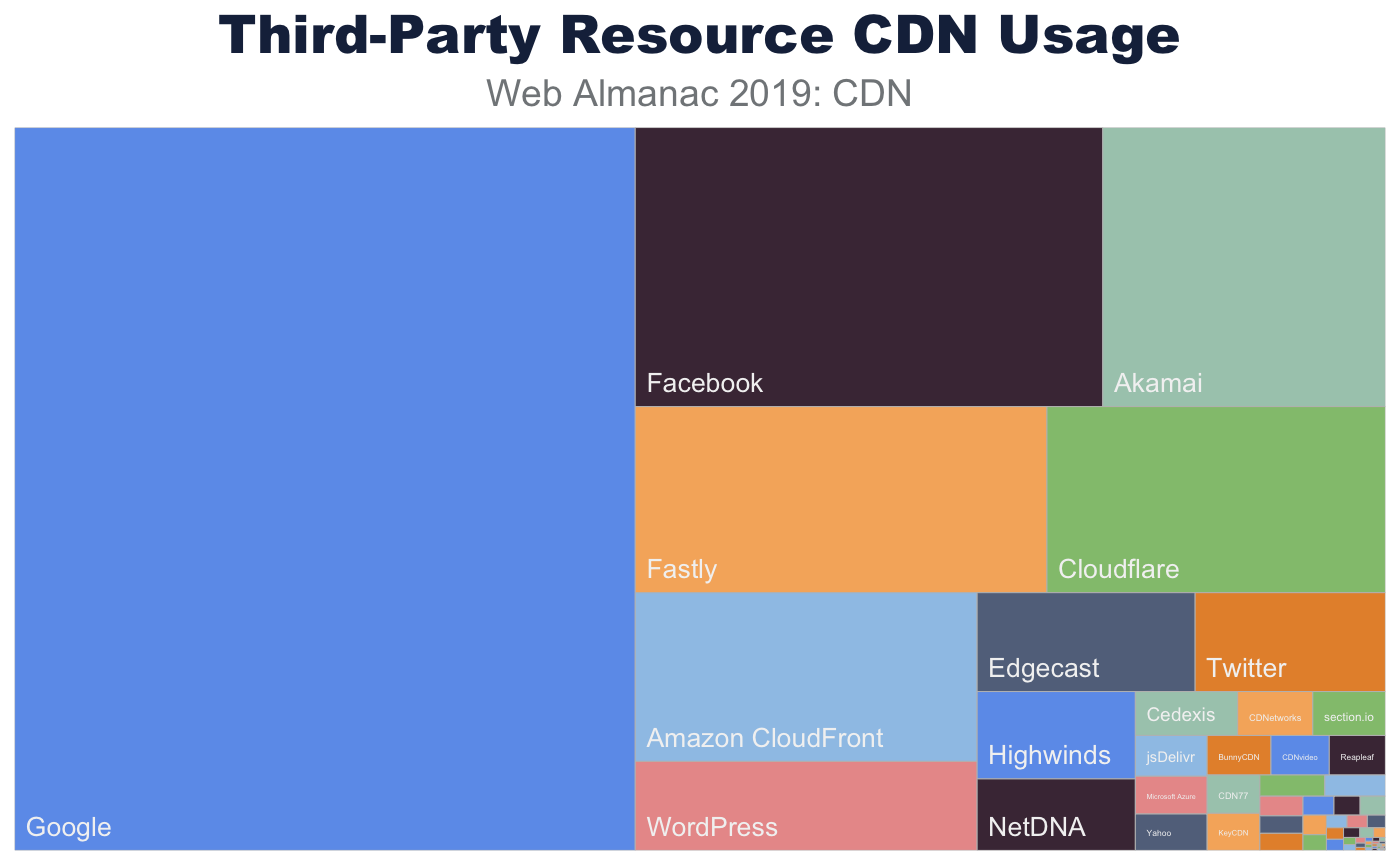 Third-Party Resource CDN Usage
Web Almanac 2019: CDN
Google
Facebook
Akamai
Fastly
Cloudflare
Amazon CloudFront
WordPress
Edgecast
Twitter
Highwinds
NetDNA
Cedexis
CDNetworks
section.io
jsDelivr
BunnyCDN
CDNvideo
Reapleaf
Microsoft Azure
CDN77
Yahoo
KeyCDN